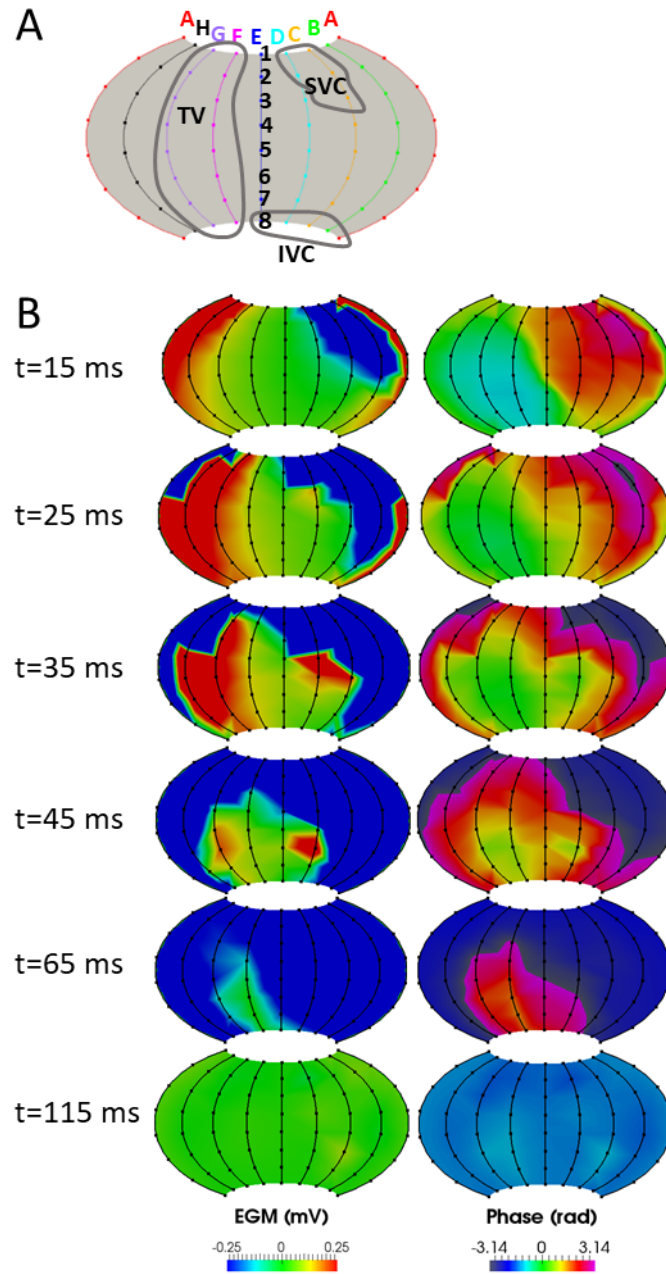 A
A H G F E D C B A
1
2
SVC
3
TV
4
5
6
7
8
IVC
B
t=15 ms
t=25 ms
t=35 ms
t=45 ms
t=65 ms
t=115 ms
EGM (mV) Phase (rad)
-0.25 0 0.25 -3.14 0 3.14